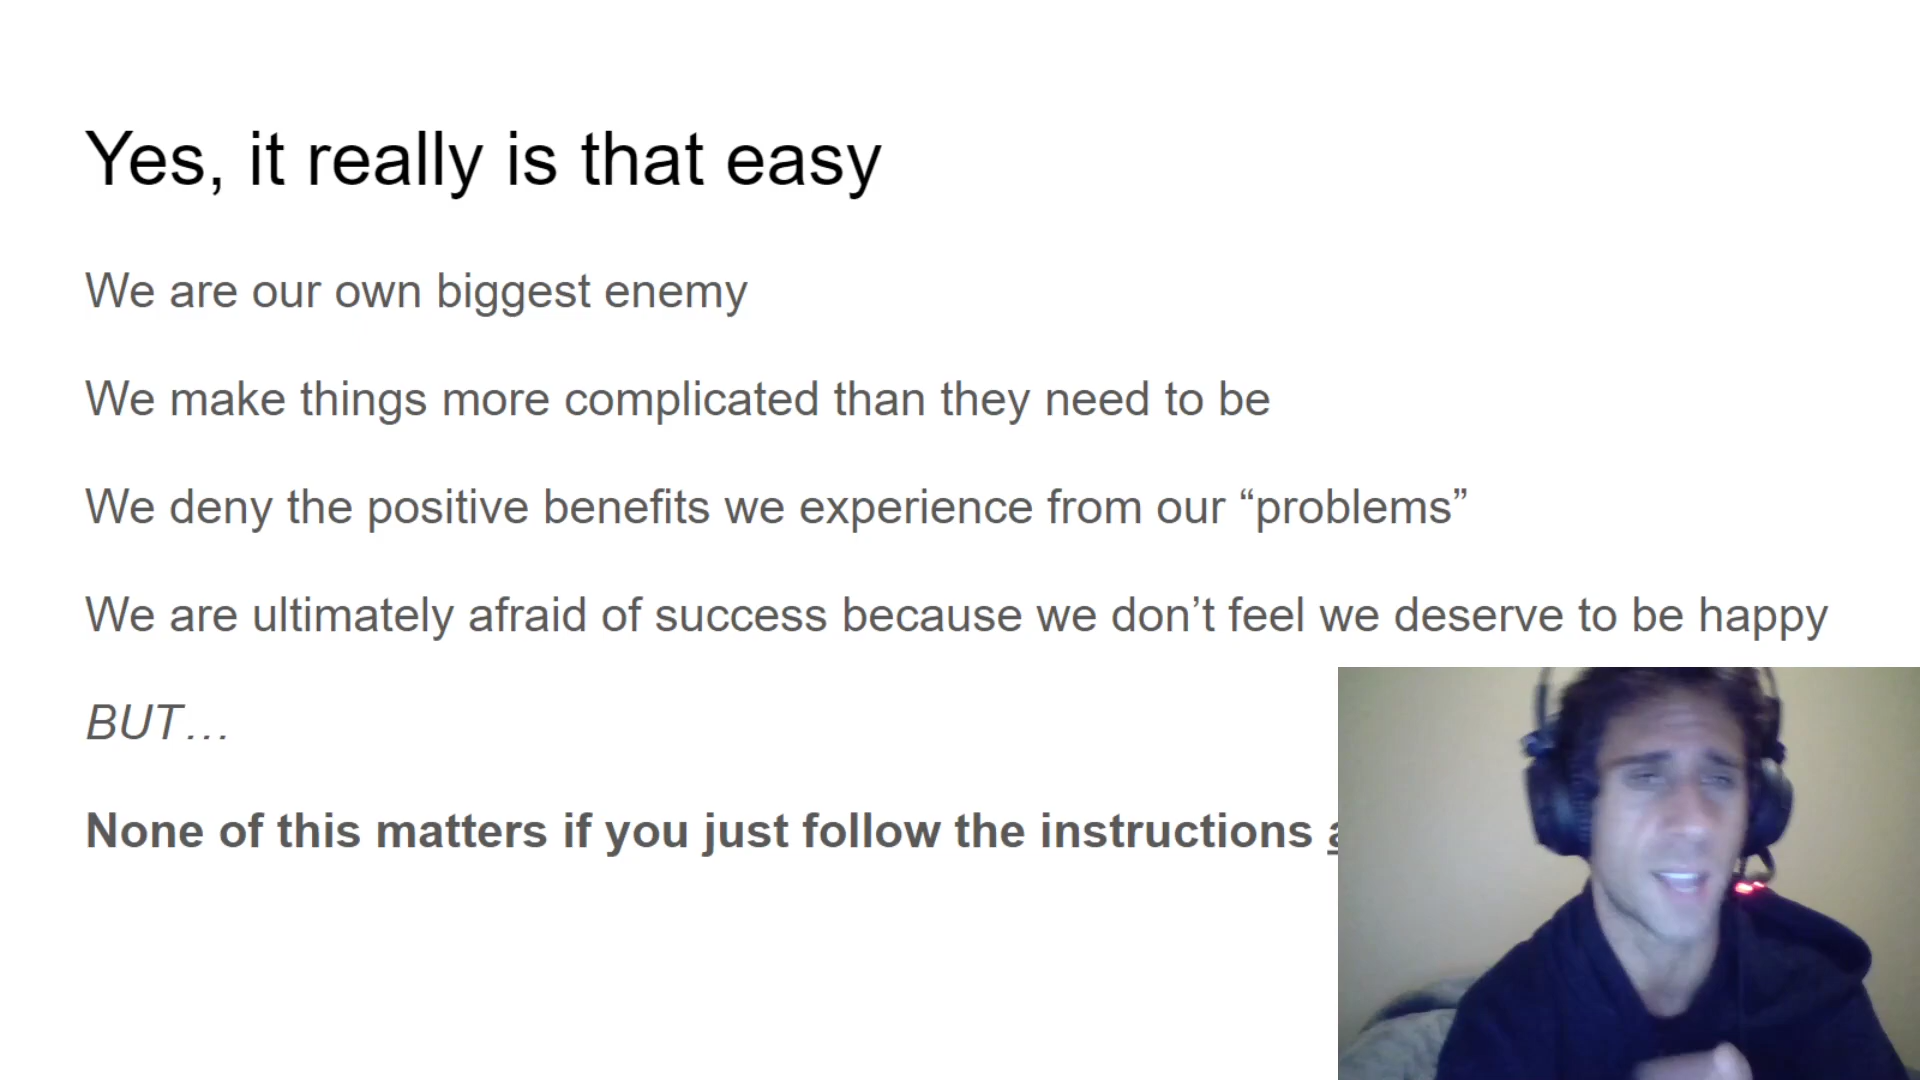 Yes, it really is that easy
We are our own biggest enemy
We make things more complicated than they need to be
We deny the positive benefits we experience from our “problems”
We are ultimately afraid of success because we don’t feel we deserve to be happy
BUT…
None of this matters if you just follow the instructions